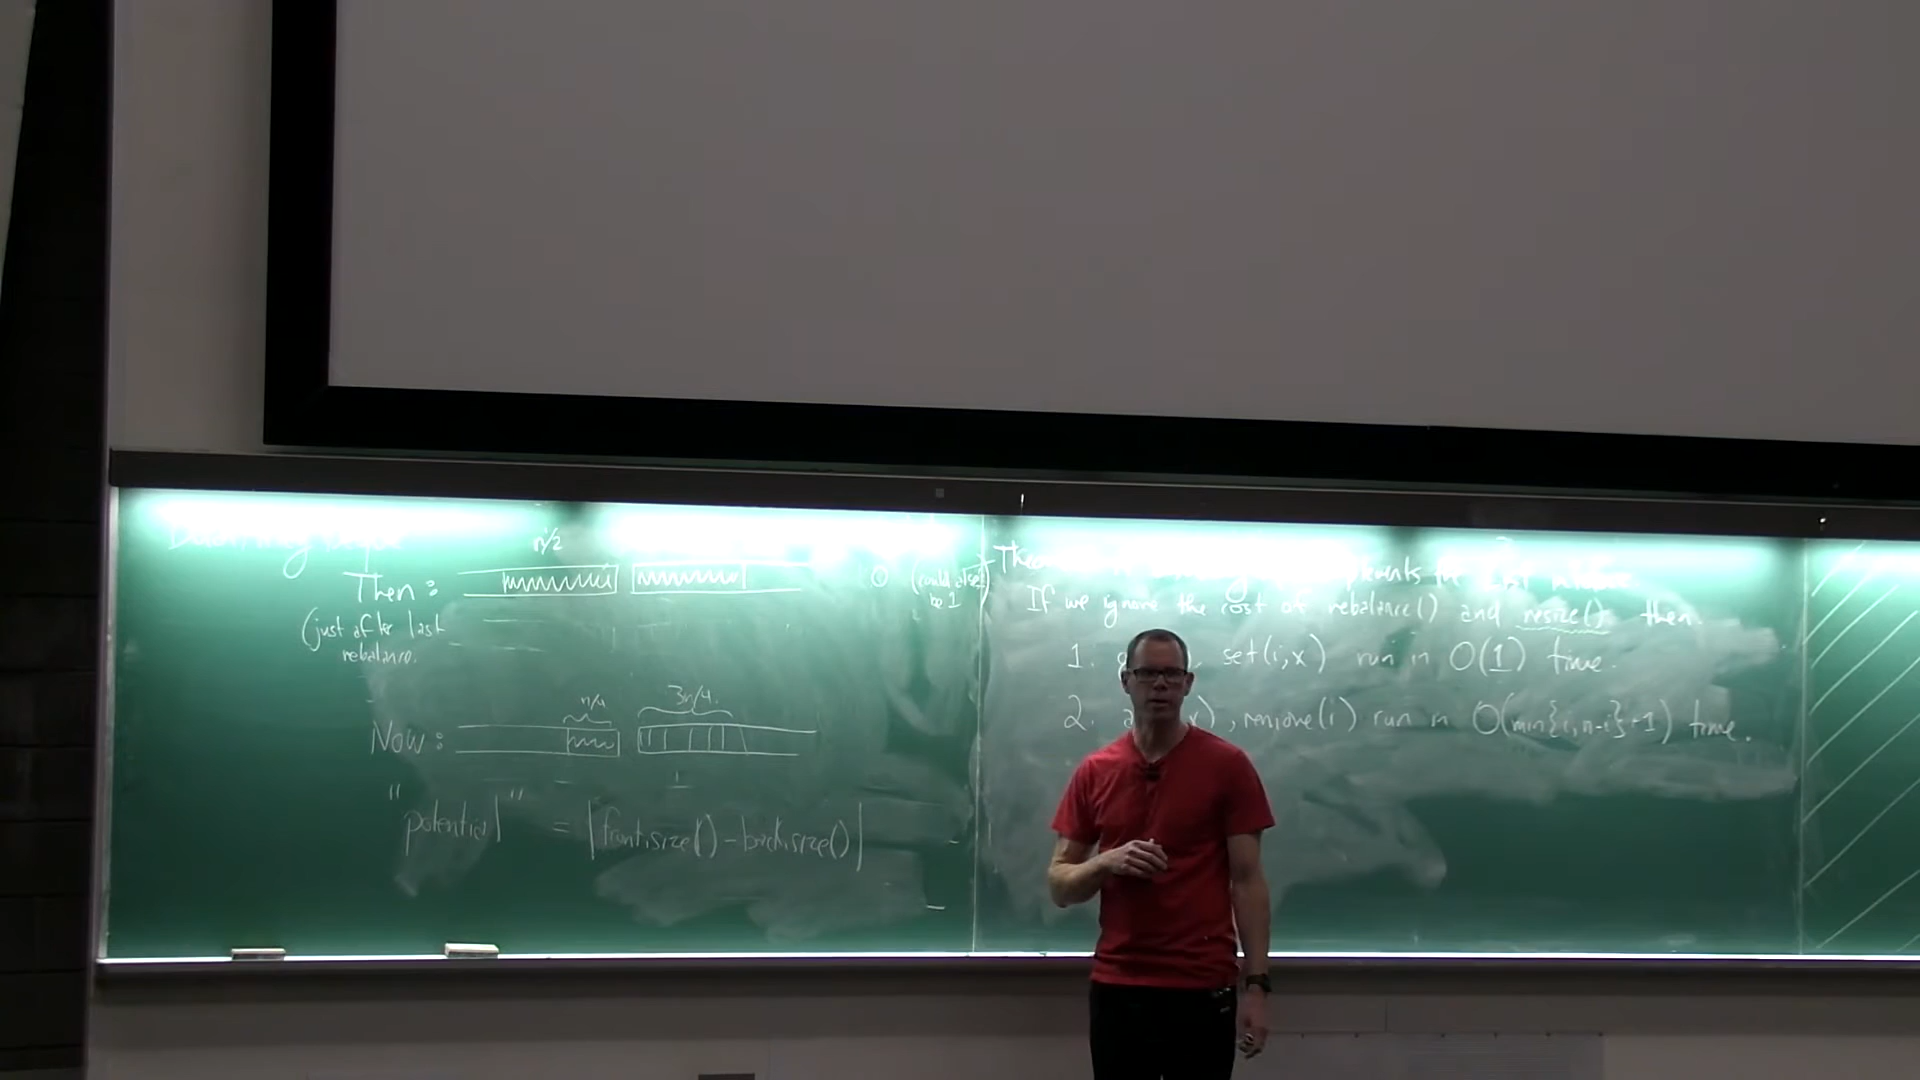 n/2
Then :
(just after last
rebalance.
(could also
be 1
n/4
3n/4.
Now :
"potential" = |front.size() - back.size()|
the List
If we ignore the cost of rebalance() and resize() then.
1. set(i,x) run in O(1) time.
2. x), remove(i) run in O(min{i,n-i}+1) time.